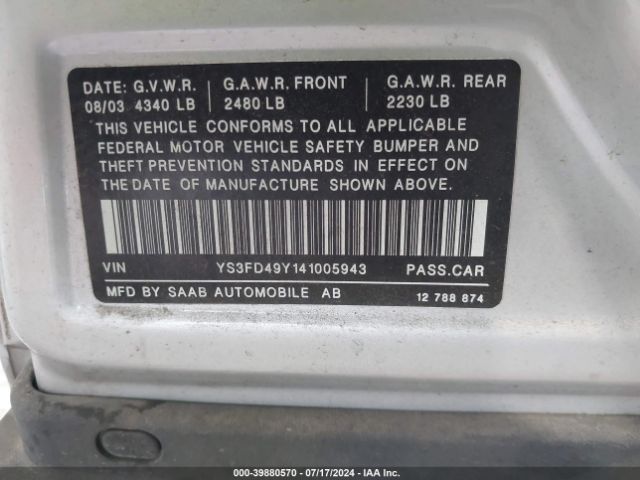 DATE: G.V.W.R. G.A.W.R. FRONT G.A.W.R. REAR
08/03 4340 LB 2480 LB 2230 LB
THIS VEHICLE CONFORMS TO ALL APPLICABLE
FEDERAL MOTOR VEHICLE SAFETY BUMPER AND
THEFT PREVENTION STANDARDS IN EFFECT ON
THE DATE OF MANUFACTURE SHOWN ABOVE.
VIN YS3FD49Y141005943 PASS.CAR
MFD BY SAAB AUTOMOBILE AB 12 788 874
000-39880570 - 07/17/2024 - IAA Inc.